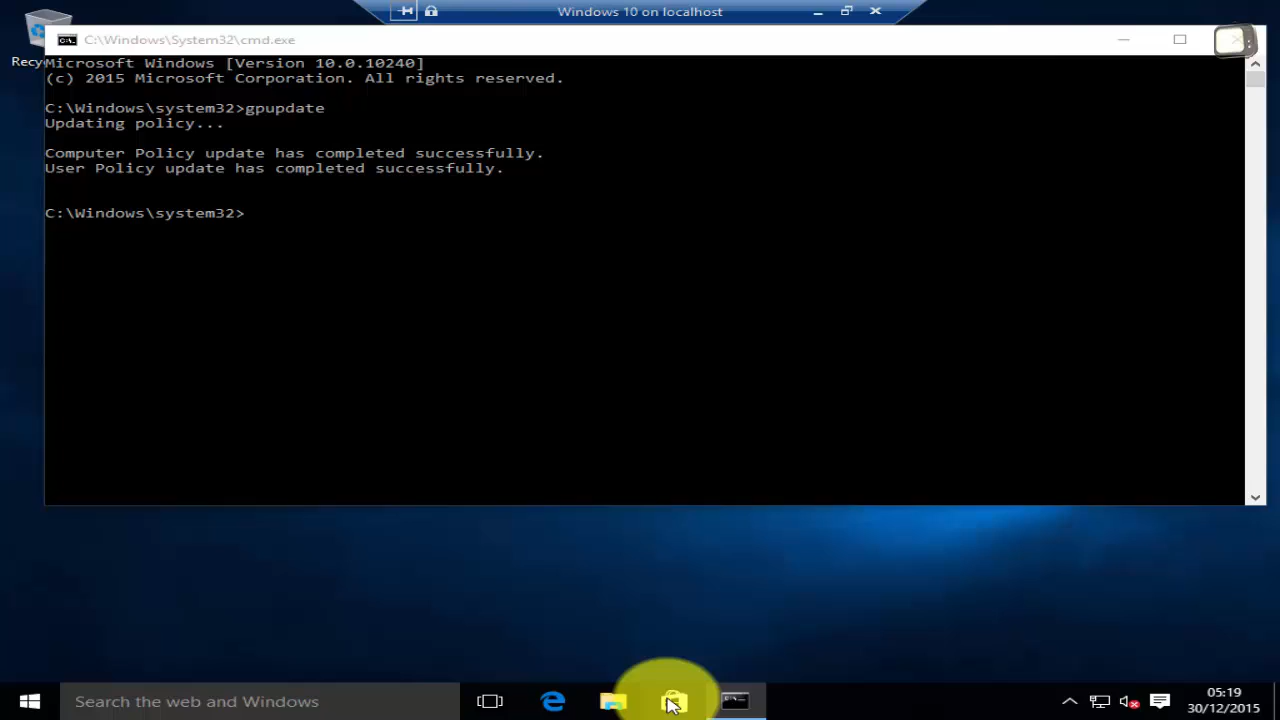 Windows 10 on localhost
C:\Windows\System32\cmd.exe
Recy
Microsoft Windows [Version 10.0.10240]
(c) 2015 Microsoft Corporation. All rights reserved.
C:\Windows\system32>gpupdate
Updating policy...
Computer Policy update has completed successfully.
User Policy update has completed successfully.
C:\Windows\system32>
Search the web and Windows
05:19
30/12/2015